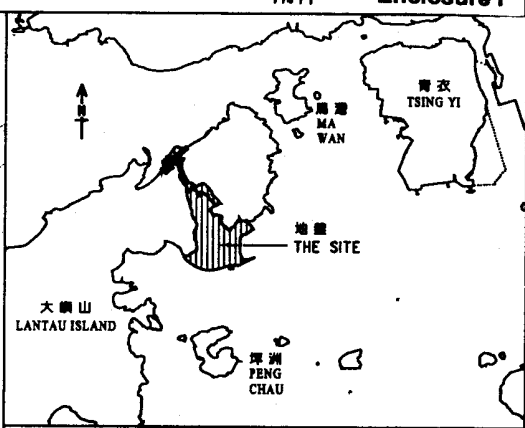 Enclosure I
青衣
TSING YI
馬灣
MA
WAN
N
地盤
THE SITE
大嶼山
LANTAU ISLAND
坪洲
PENG
CHAU